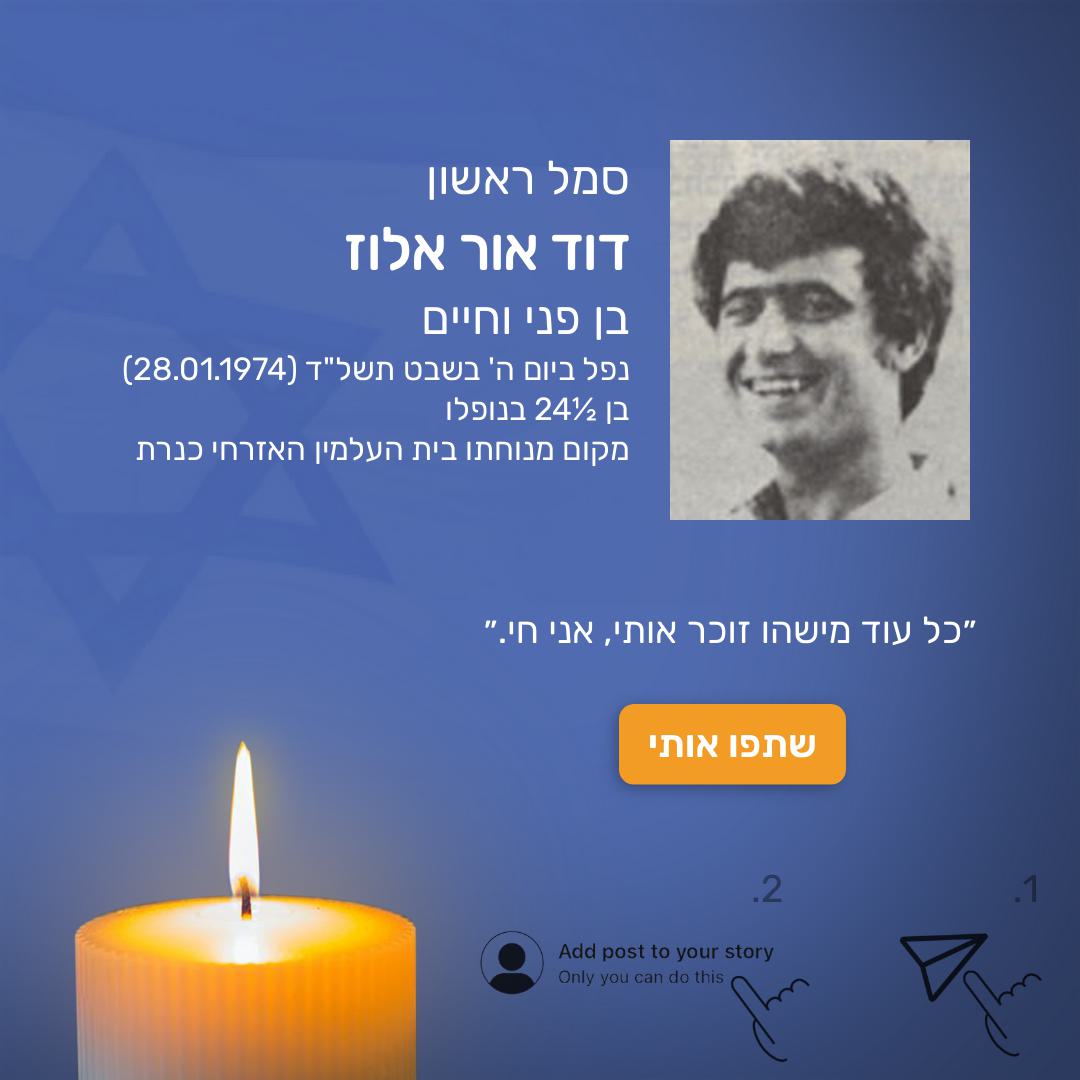 סמל ראשון
דוד אור אלוז
בן פני וחיים
נפל ביום ה' בשבט תשל"ד (28.01.1974)
בן 24½ בנופלו
מקום מנוחתו בית העלמין האזרחי כנרת
״כל עוד מישהו זוכר אותי, אני חי.״
שתפו אותי
.1
.2
Add post to your story
Only you can do this